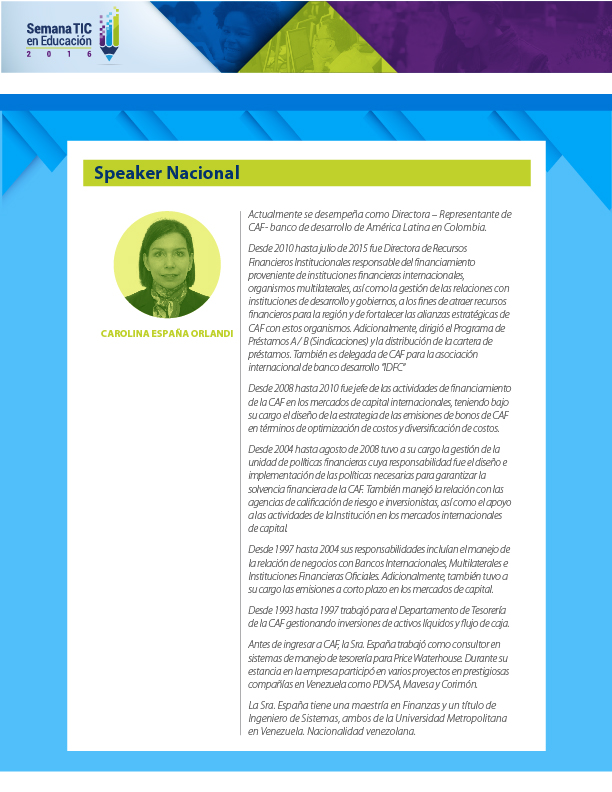 Semana TIC
en Educación
2 0 1 6
Speaker Nacional
CAROLINA ESPAÑA ORLANDI
Actualmente se desempeña como Directora – Representante de
CAF- banco de desarrollo de América Latina en Colombia.
Desde 2010 hasta julio de 2015 fue Directora de Recursos
Financieros Institucionales responsable del financiamiento
proveniente de instituciones financieras internacionales,
organismos multilaterales, así como la gestión de las relaciones con
instituciones de desarrollo y gobiernos, a los fines de atraer recursos
financieros para la región y de fortalecer las alianzas estratégicas de
CAF con estos organismos. Adicionalmente, dirigió el Programa de
Préstamos A / B (Sindicaciones) y la distribución de la cartera de
préstamos. También es delegada de CAF para la asociación
internacional de banco desarrollo "IDFC"
Desde 2008 hasta 2010 fue jefe de las actividades de financiamiento
de la CAF en los mercados de capital internacionales, teniendo bajo
su cargo el diseño de la estrategia de las emisiones de bonos de CAF
en términos de optimización de costos y diversificación de costos.
Desde 2004 hasta agosto de 2008 tuvo a su cargo la gestión de la
unidad de políticas financieras cuya responsabilidad fue el diseño e
implementación de las políticas necesarias para garantizar la
solvencia financiera de la CAF. También manejó la relación con las
agencias de calificación de riesgo e inversionistas, así como el apoyo
a las actividades de la Institución en los mercados internacionales
de capital.
Desde 1997 hasta 2004 sus responsabilidades incluían el manejo de
la relación de negocios con Bancos Internacionales, Multilaterales e
Instituciones Financieras Oficiales. Adicionalmente, también tuvo a
su cargo las emisiones a corto plazo en los mercados de capital.
Desde 1993 hasta 1997 trabajó para el Departamento de Tesorería
de la CAF gestionando inversiones de activos líquidos y flujo de caja.
Antes de ingresar a CAF, la Sra. España trabajó como consultor en
sistemas de manejo de tesorería para Price Waterhouse. Durante su
estancia en la empresa participó en varios proyectos en prestigiosos
compañías en Venezuela como PDVSA, Mavesa y Corimón.
La Sra. España tiene una maestría en Finanzas y un título de
Ingeniero de Sistemas, ambos de la Universidad Metropolitana
en Venezuela. Nacionalidad venezolana.